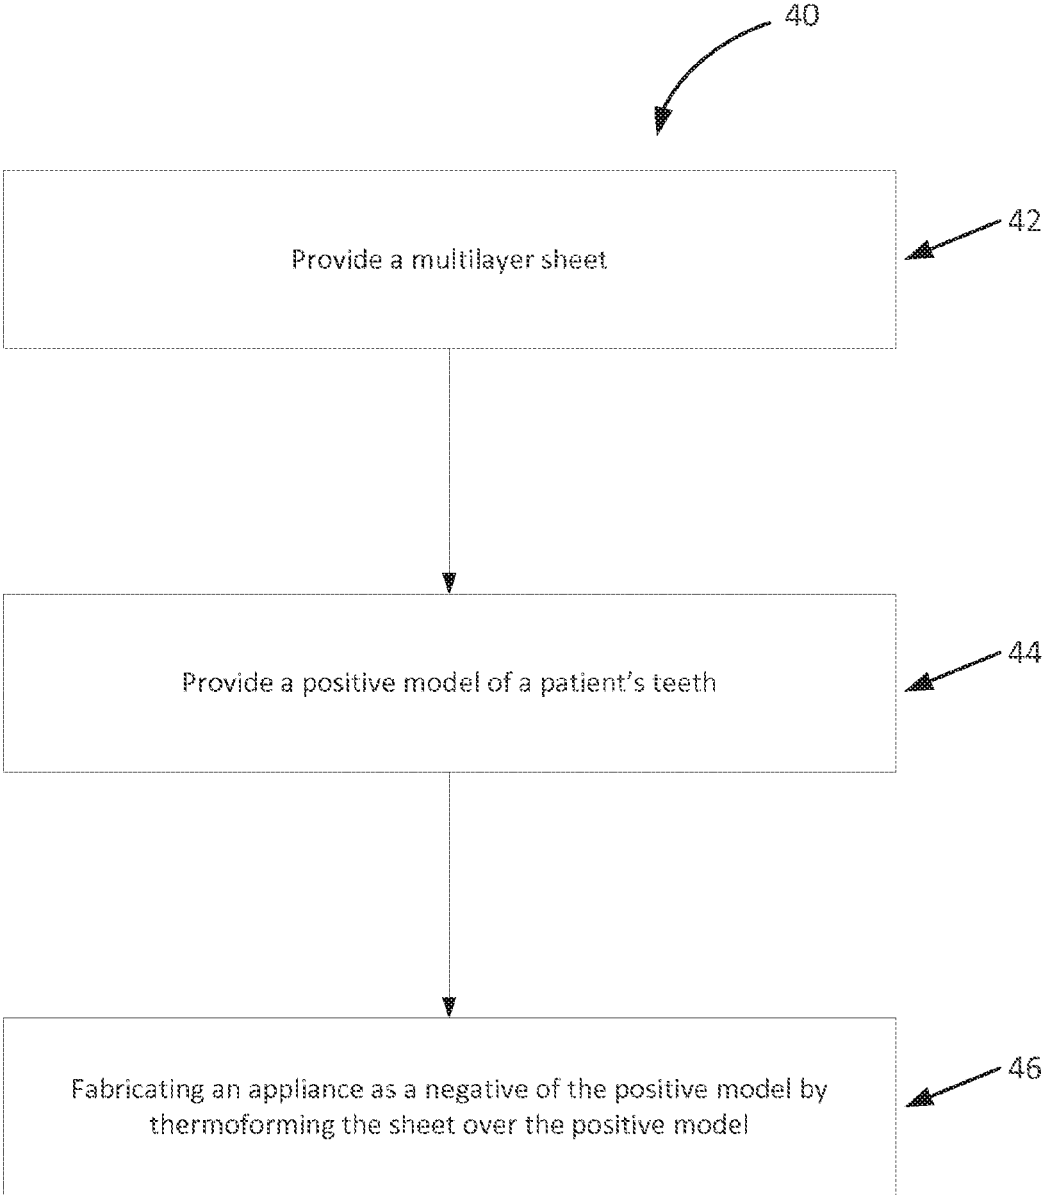 40
Provide a multilayer sheet
42
Provide a positive model of a patient's teeth
44
Fabricating an appliance as a negative of the positive model by
thermoforming the sheet over the positive model
46